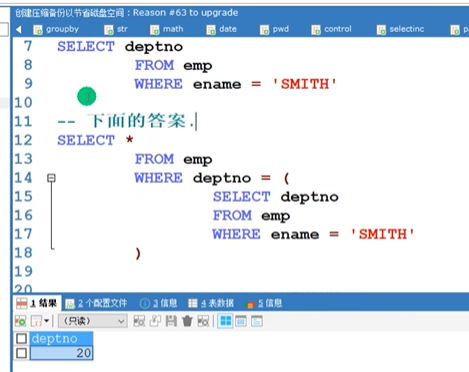 创建压缩备份以节省磁盘空间：Reason #63 to upgrade
groupby str math date pad control selectinc
7 SELECT deptno
8 FROM emp
9 WHERE ename = 'SMITH'
10
11 -- 下面的答案.
12 SELECT *
13 FROM emp
14 WHERE deptno = (
15 SELECT deptno
16 FROM emp
17 WHERE ename = 'SMITH'
18 )
19
20
1 结果 2 个配置文件 3 信息 4 表数据 5 信息
(只读)
deptno
20